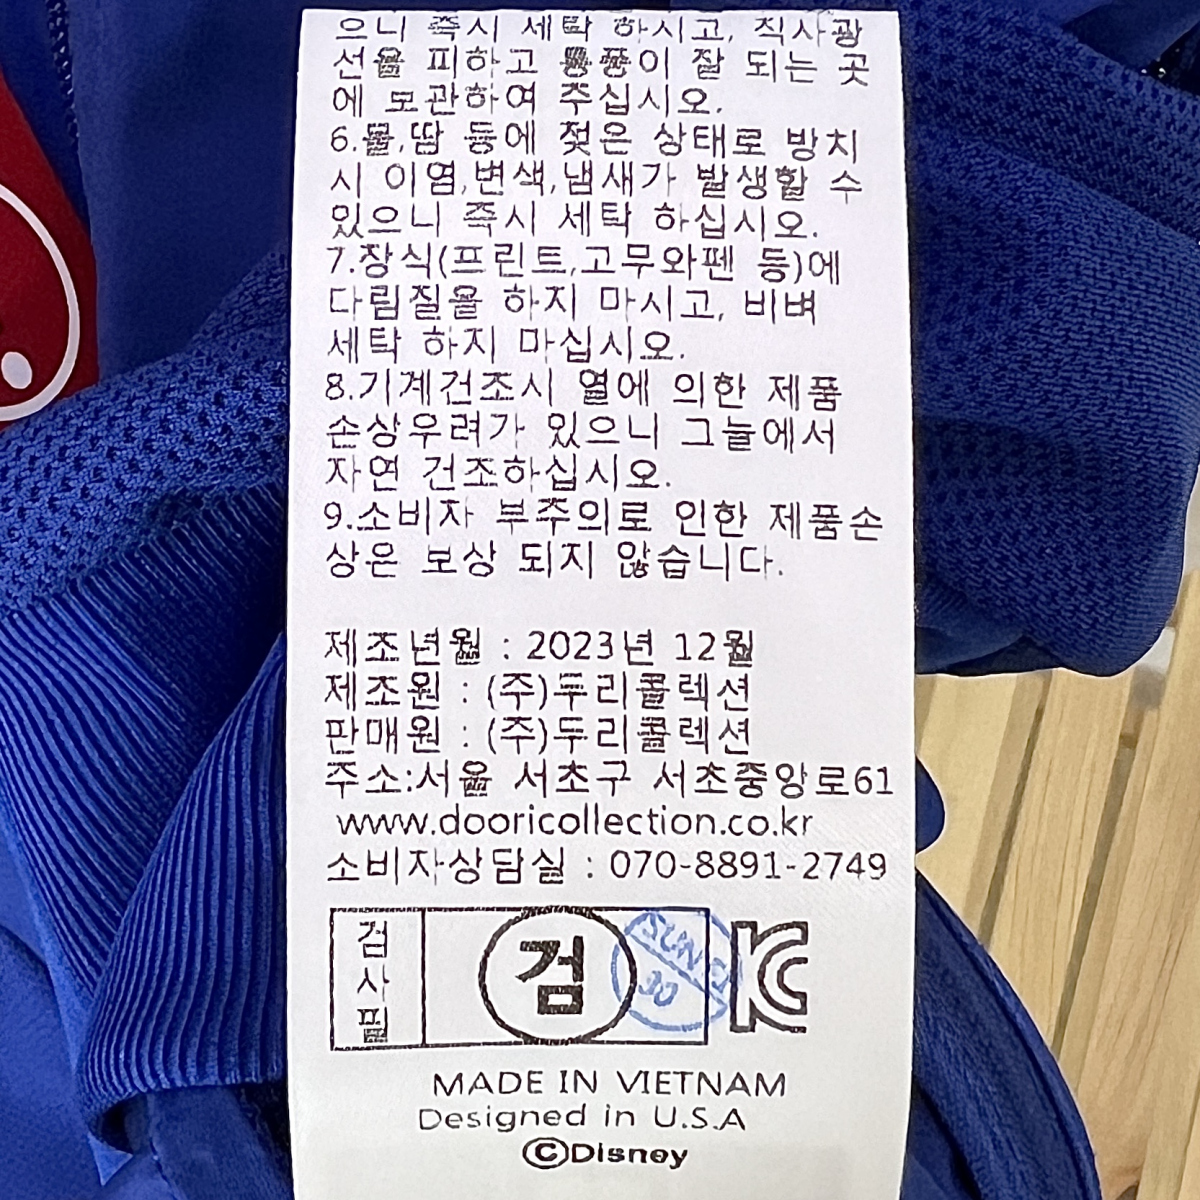 으니 즉시 세탁 하시고, 직사광
선을 피하고 통풍이 잘 되는 곳
에 보관하여 주십시오.
6.물,땀 등에 젖은 상태로 방치
시 이염,변색,냄새가 발생할 수
있으니 즉시 세탁 하십시오.
7.장식(프린트,고무와펜 등)에
다림질을 하지 마시고, 비벼
세탁 하지 마십시오.
8.기계건조시 열에 의한 제품
손상우려가 있으니 그늘에서
자연 건조하십시오.
9.소비자 부주의로 인한 제품손
상은 보상 되지 않습니다.
제조년월 : 2023년 12월
제조원 : (주)두리콜렉션
판매원 : (주)두리콜렉션
주소:서울 서초구 서초중앙로61
www.dooricollection.co.kr
소비자상담실 : 070-8891-2749
검사필
검
30
KC
MADE IN VIETNAM
Designed in U.S.A
©Disney